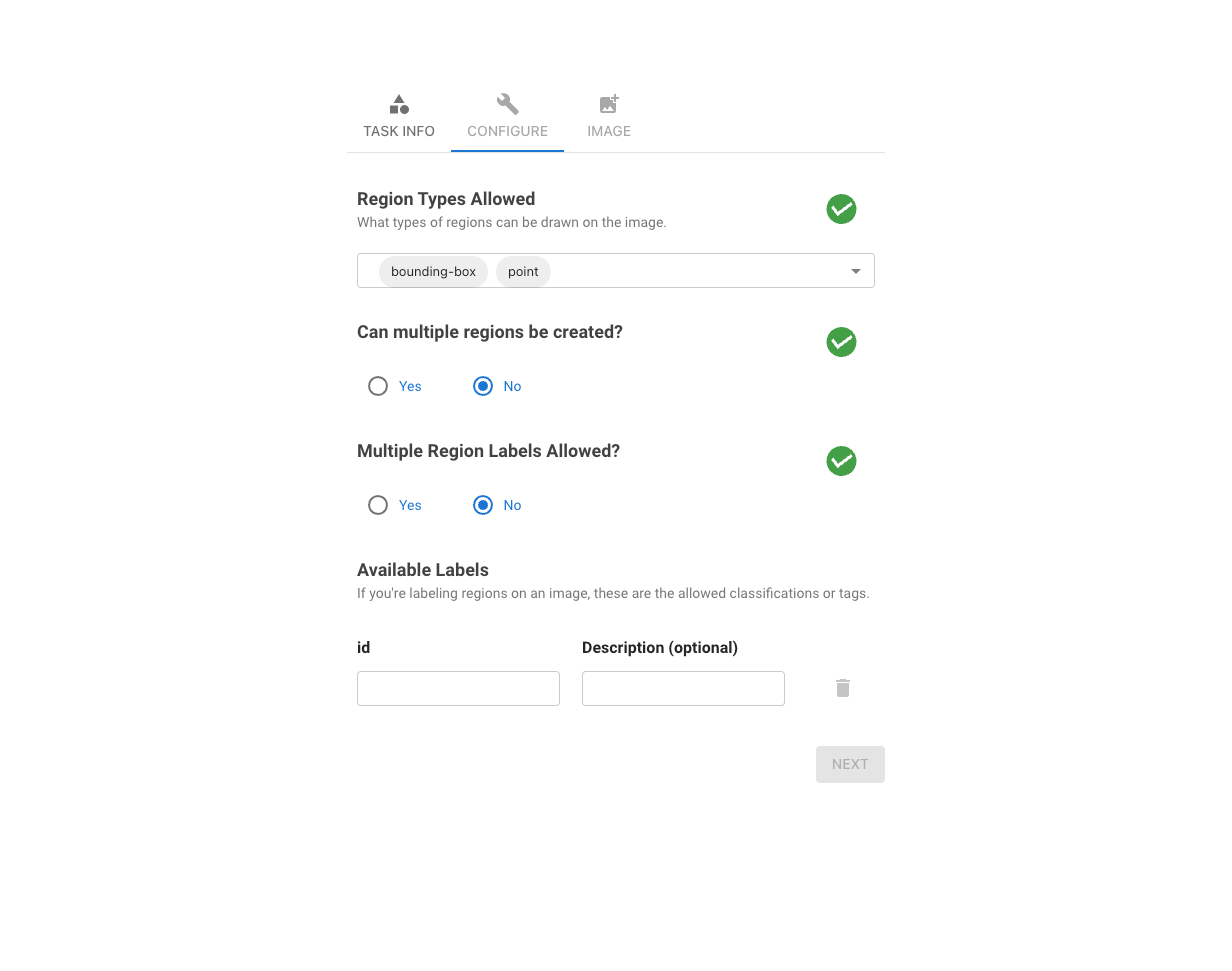 TASK INFO CONFIGURE IMAGE
Region Types Allowed
What types of regions can be drawn on the image.
bounding-box point
Can multiple regions be created?
Yes No
Multiple Region Labels Allowed?
Yes No
Available Labels
If you're labeling regions on an image, these are the allowed classifications or tags.
id Description (optional)
NEXT